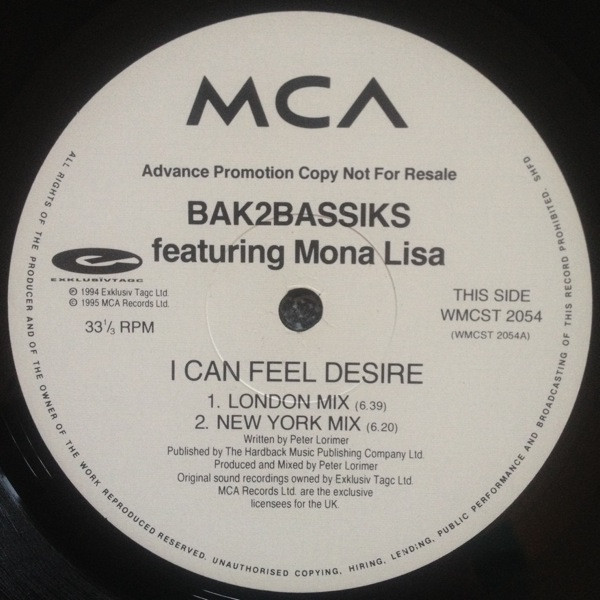 MCA
Advance Promotion Copy Not For Resale
BAK2BASSIKS
featuring Mona Lisa
e
EXKLUSIVTAGC
℗ 1994 Exklusiv Tagc Ltd.
© 1995 MCA Records Ltd.
33⅓ RPM
THIS SIDE
WMCST 2054
(WMCST 2054A)
I CAN FEEL DESIRE
1. LONDON MIX (6.39)
2. NEW YORK MIX (6.20)
Written by Peter Lorimer
Published by The Hardback Music Publishing Company Ltd.
Produced and Mixed by Peter Lorimer
Original sound recordings owned by Exklusiv Tagc Ltd.
MCA Records Ltd. are the exclusive
licensees for the UK.
ALL RIGHTS OF THE PRODUCER AND OF THE OWNER OF THE WORK REPRODUCED RESERVED. UNAUTHORISED COPYING, HIRING, LENDING, PUBLIC PERFORMANCE AND BROADCASTING OF THIS RECORD PROHIBITED. SHFD